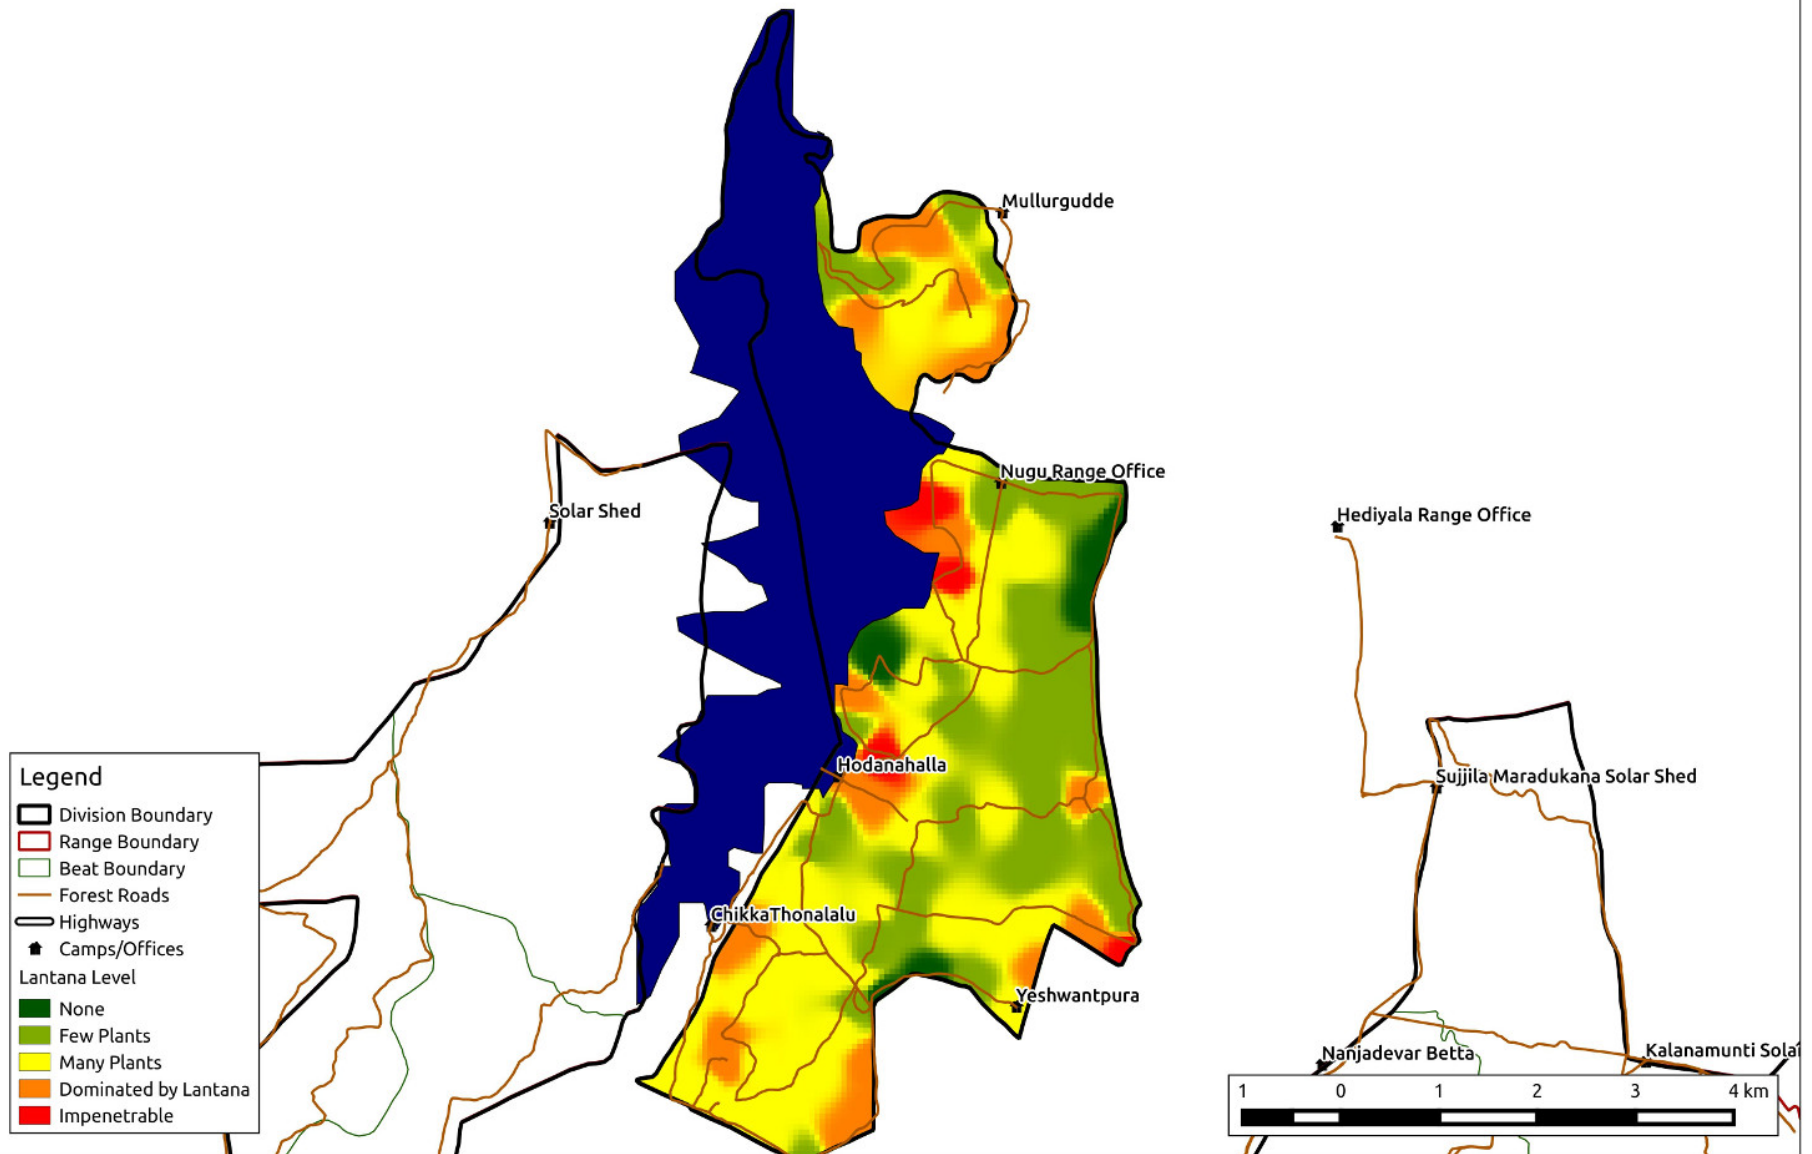 Mullurgudde
Nugu Range Office
Solar Shed
Hediyala Range Office
Hodanahalla
Sujjila Maradukana Solar Shed
ChikkaThonalalu
Yeshwantpura
Nanjadevar Betta
Kalanamunti
Legend
Division Boundary
Range Boundary
Beat Boundary
Forest Roads
Highways
Camps/Offices
Lantana Level
None
Few Plants
Many Plants
Dominated by Lantana
Impenetrable
1 0 1 2 3 4 km